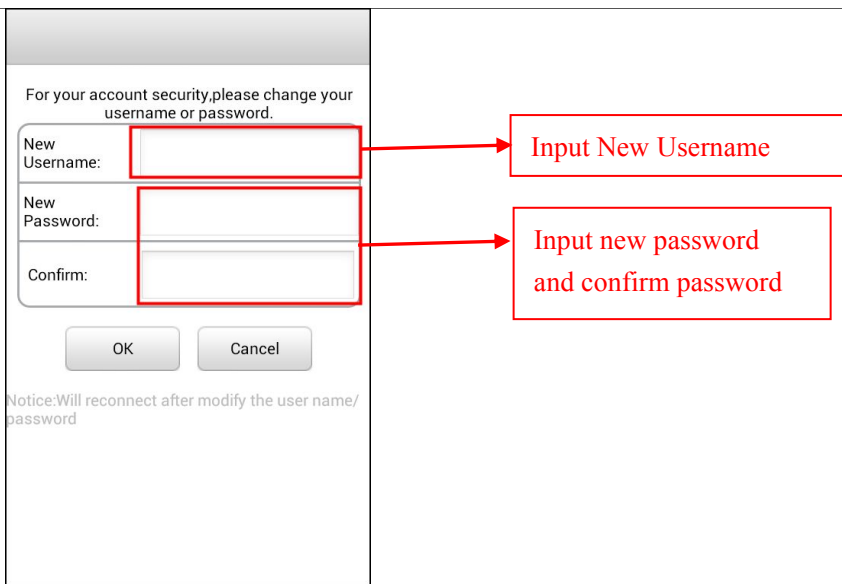 For your account security,please change your
username or password.
New
Username:
Input New Username
New
Password:
Input new password
and confirm password
Confirm:
OK
Cancel
Notice:Will reconnect after modify the user name/
password